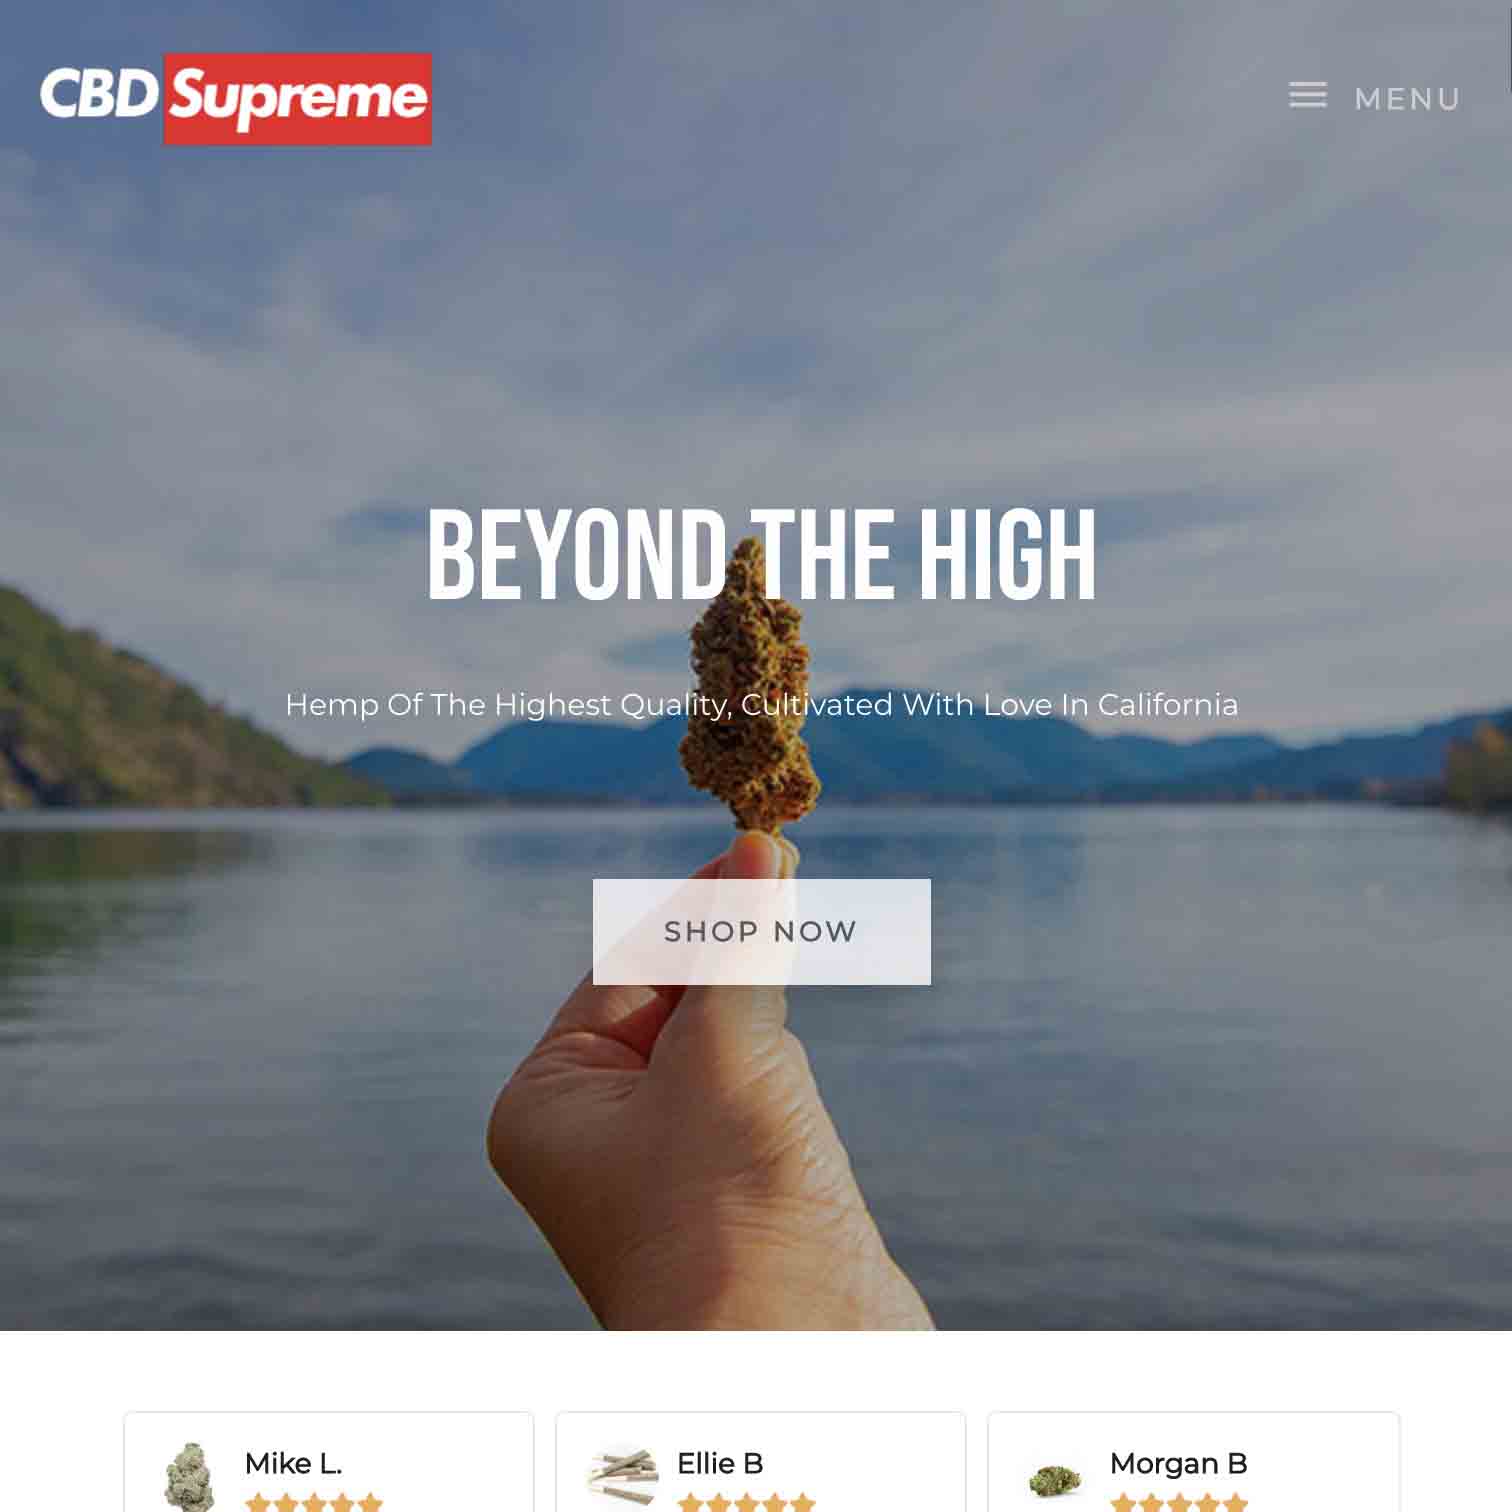 CBD Supreme
MENU
BEYOND THE HIGH
Hemp Of The Highest Quality, Cultivated With Love In California
SHOP NOW
Mike L.
Ellie B
Morgan B